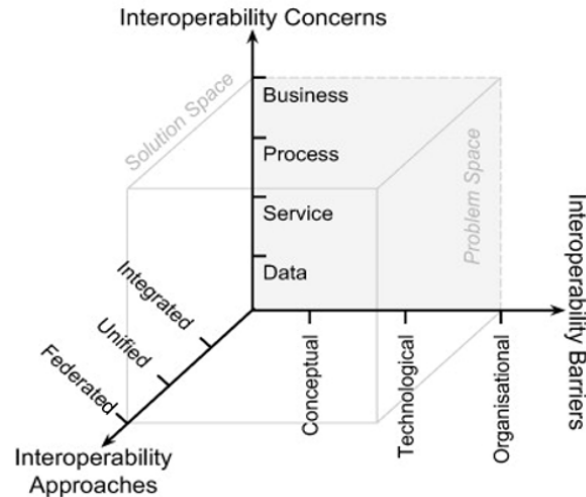 Interoperability Concerns
Business
Process
Service
Data
Solution Space
Problem Space
Interoperability Barriers
Integrated
Unified
Federated
Conceptual
Technological
Organisational
Interoperability
Approaches